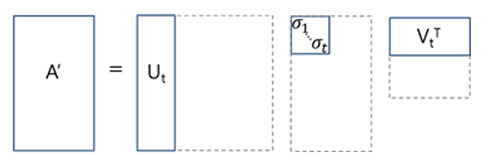 A′ = Uₜ σ₁ ⋱ σₜ Vₜᵀ